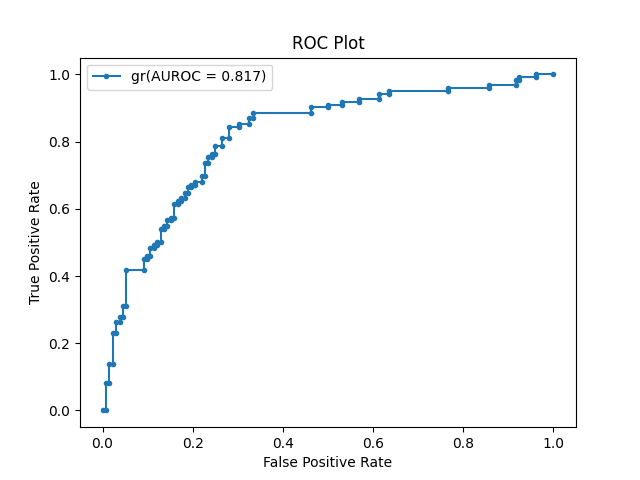 ROC Plot
gr(AUROC = 0.817)
1.0
0.8
0.6
0.4
0.2
0.0
True Positive Rate
0.0 0.2 0.4 0.6 0.8 1.0
False Positive Rate